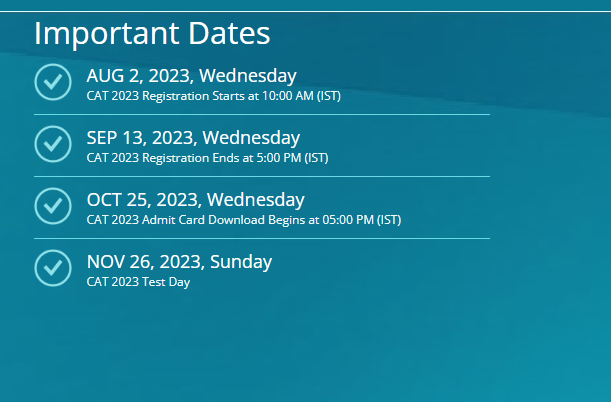 Important Dates
AUG 2, 2023, Wednesday
CAT 2023 Registration Starts at 10:00 AM (IST)
SEP 13, 2023, Wednesday
CAT 2023 Registration Ends at 5:00 PM (IST)
OCT 25, 2023, Wednesday
CAT 2023 Admit Card Download Begins at 05:00 PM (IST)
NOV 26, 2023, Sunday
CAT 2023 Test Day